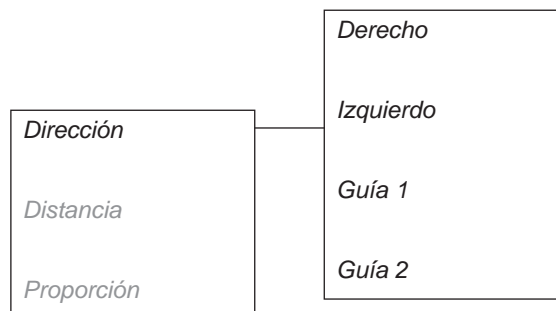 Dirección
Distancia
Proporción
Derecho
Izquierdo
Guía 1
Guía 2